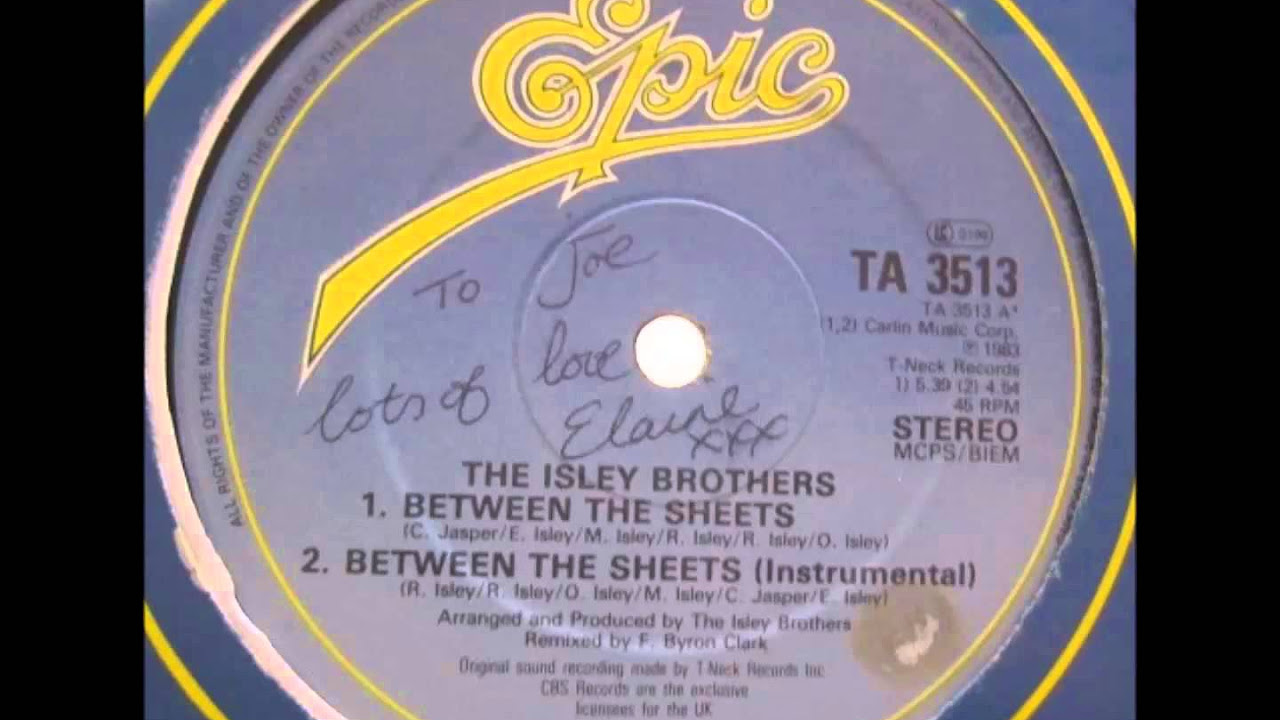 Epic
ALL RIGHTS OF THE MANUFACTURER AND OF THE OWNER OF THE RECORDED
LC 0199
TA 3513
TA 3513 A*
(1,2) Carlin Music Corp.
℗ 1983
T-Neck Records
1) 5.39 (2) 4.54
45 RPM
STEREO
MCPS/BIEM
To Joe
lots of love
Elaine
xxx
THE ISLEY BROTHERS
1. BETWEEN THE SHEETS
(C. Jasper/E. Isley/M. Isley/R. Isley/R. Isley/O. Isley)
2. BETWEEN THE SHEETS (Instrumental)
(R. Isley/R. Isley/O. Isley/M. Isley/C. Jasper/E. Isley)
Arranged and Produced by The Isley Brothers
Remixed by F. Byron Clark
Original sound recording made by T-Neck Records Inc
CBS Records are the exclusive
licensees for the UK